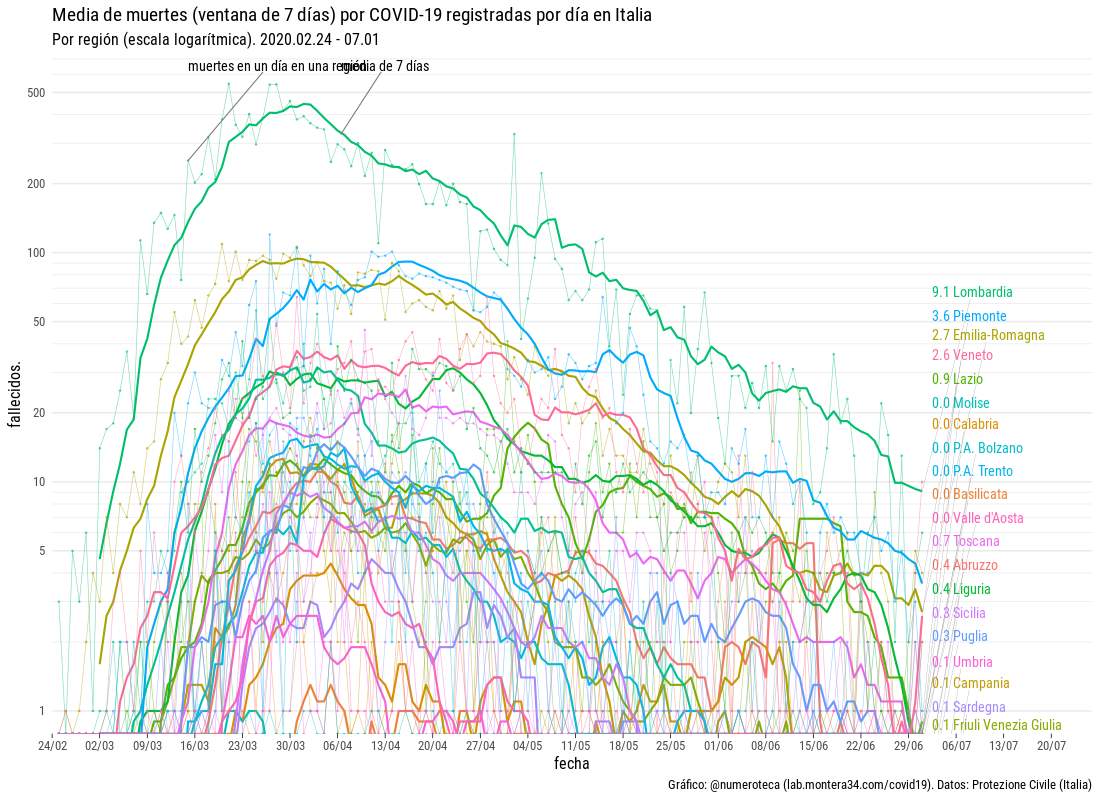 Media de muertes (ventana de 7 días) por COVID-19 registradas por día en Italia
Por región (escala logarítmica). 2020.02.24 - 07.01
muertes en un día en una región
media de 7 días
fallecidos.
500
200
100
50
20
10
5
1
9.1 Lombardia
3.6 Piemonte
2.7 Emilia-Romagna
2.6 Veneto
0.9 Lazio
0.0 Molise
0.0 Calabria
0.0 P.A. Bolzano
0.0 P.A. Trento
0.0 Basilicata
0.0 Valle d'Aosta
0.7 Toscana
0.4 Abruzzo
0.4 Liguria
0.3 Sicilia
0.3 Puglia
0.1 Umbria
0.1 Campania
0.1 Sardegna
0.1 Friuli Venezia Giulia
24/02 02/03 09/03 16/03 23/03 30/03 06/04 13/04 20/04 27/04 04/05 11/05 18/05 25/05 01/06 08/06 15/06 22/06 29/06 06/07 13/07 20/07
fecha
Gráfico: @numeroteca (lab.montera34.com/covid19). Datos: Protezione Civile (Italia)